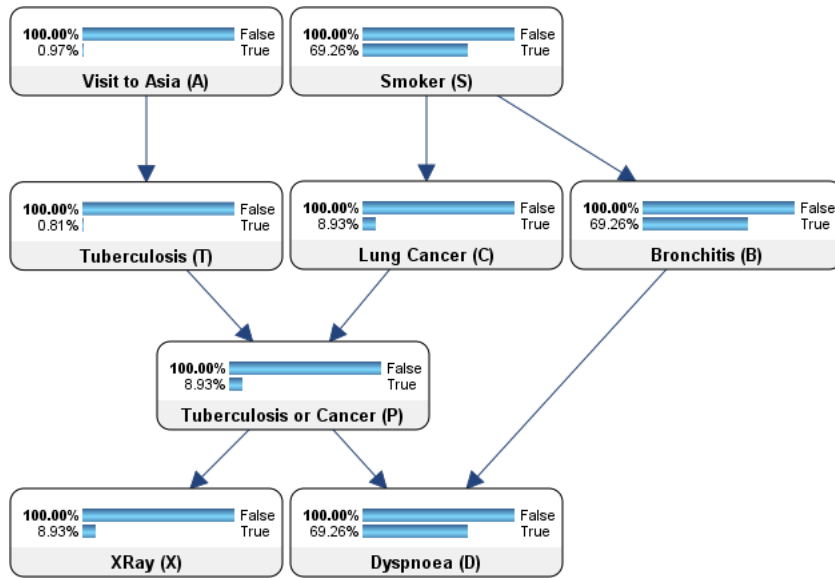 100.00% False
0.97% True
Visit to Asia (A)
100.00% False
69.26% True
Smoker (S)
100.00% False
0.81% True
Tuberculosis (T)
100.00% False
8.93% True
Lung Cancer (C)
100.00% False
69.26% True
Bronchitis (B)
100.00% False
8.93% True
Tuberculosis or Cancer (P)
100.00% False
8.93% True
XRay (X)
100.00% False
69.26% True
Dyspnoea (D)